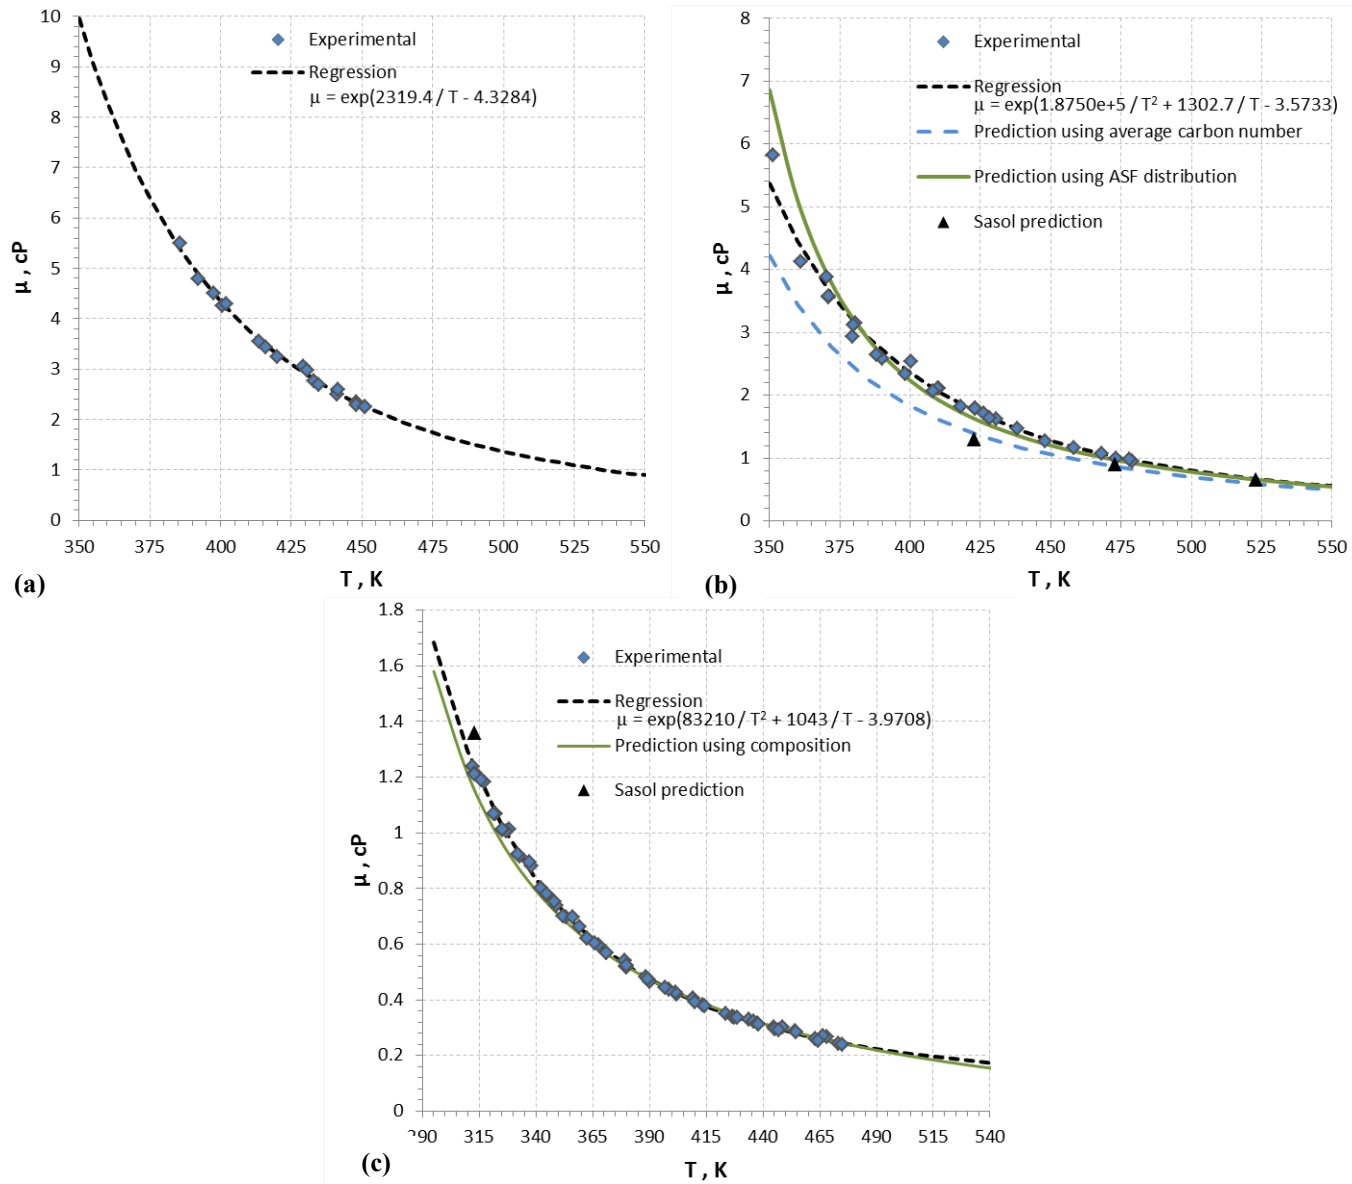 10
9
8
7
6
5
4
3
2
1
0
μ , cP
Experimental
Regression
μ = exp(2319.4 / T - 4.3284)
350 375 400 425 450 475 500 525 550
T , K
(a)
8
7
6
5
4
3
2
1
0
μ , cP
Experimental
Regression
μ = exp(1.8750e+5 / T² + 1302.7 / T - 3.5733)
Prediction using average carbon number
Prediction using ASF distribution
Sasol prediction
350 375 400 425 450 475 500 525 550
T , K
(b)
1.8
1.6
1.4
1.2
1
0.8
0.6
0.4
0.2
0
μ , cP
Experimental
Regression
μ = exp(83210 / T² + 1043 / T - 3.9708)
Prediction using composition
Sasol prediction
290 315 340 365 390 415 440 465 490 515 540
T , K
(c)